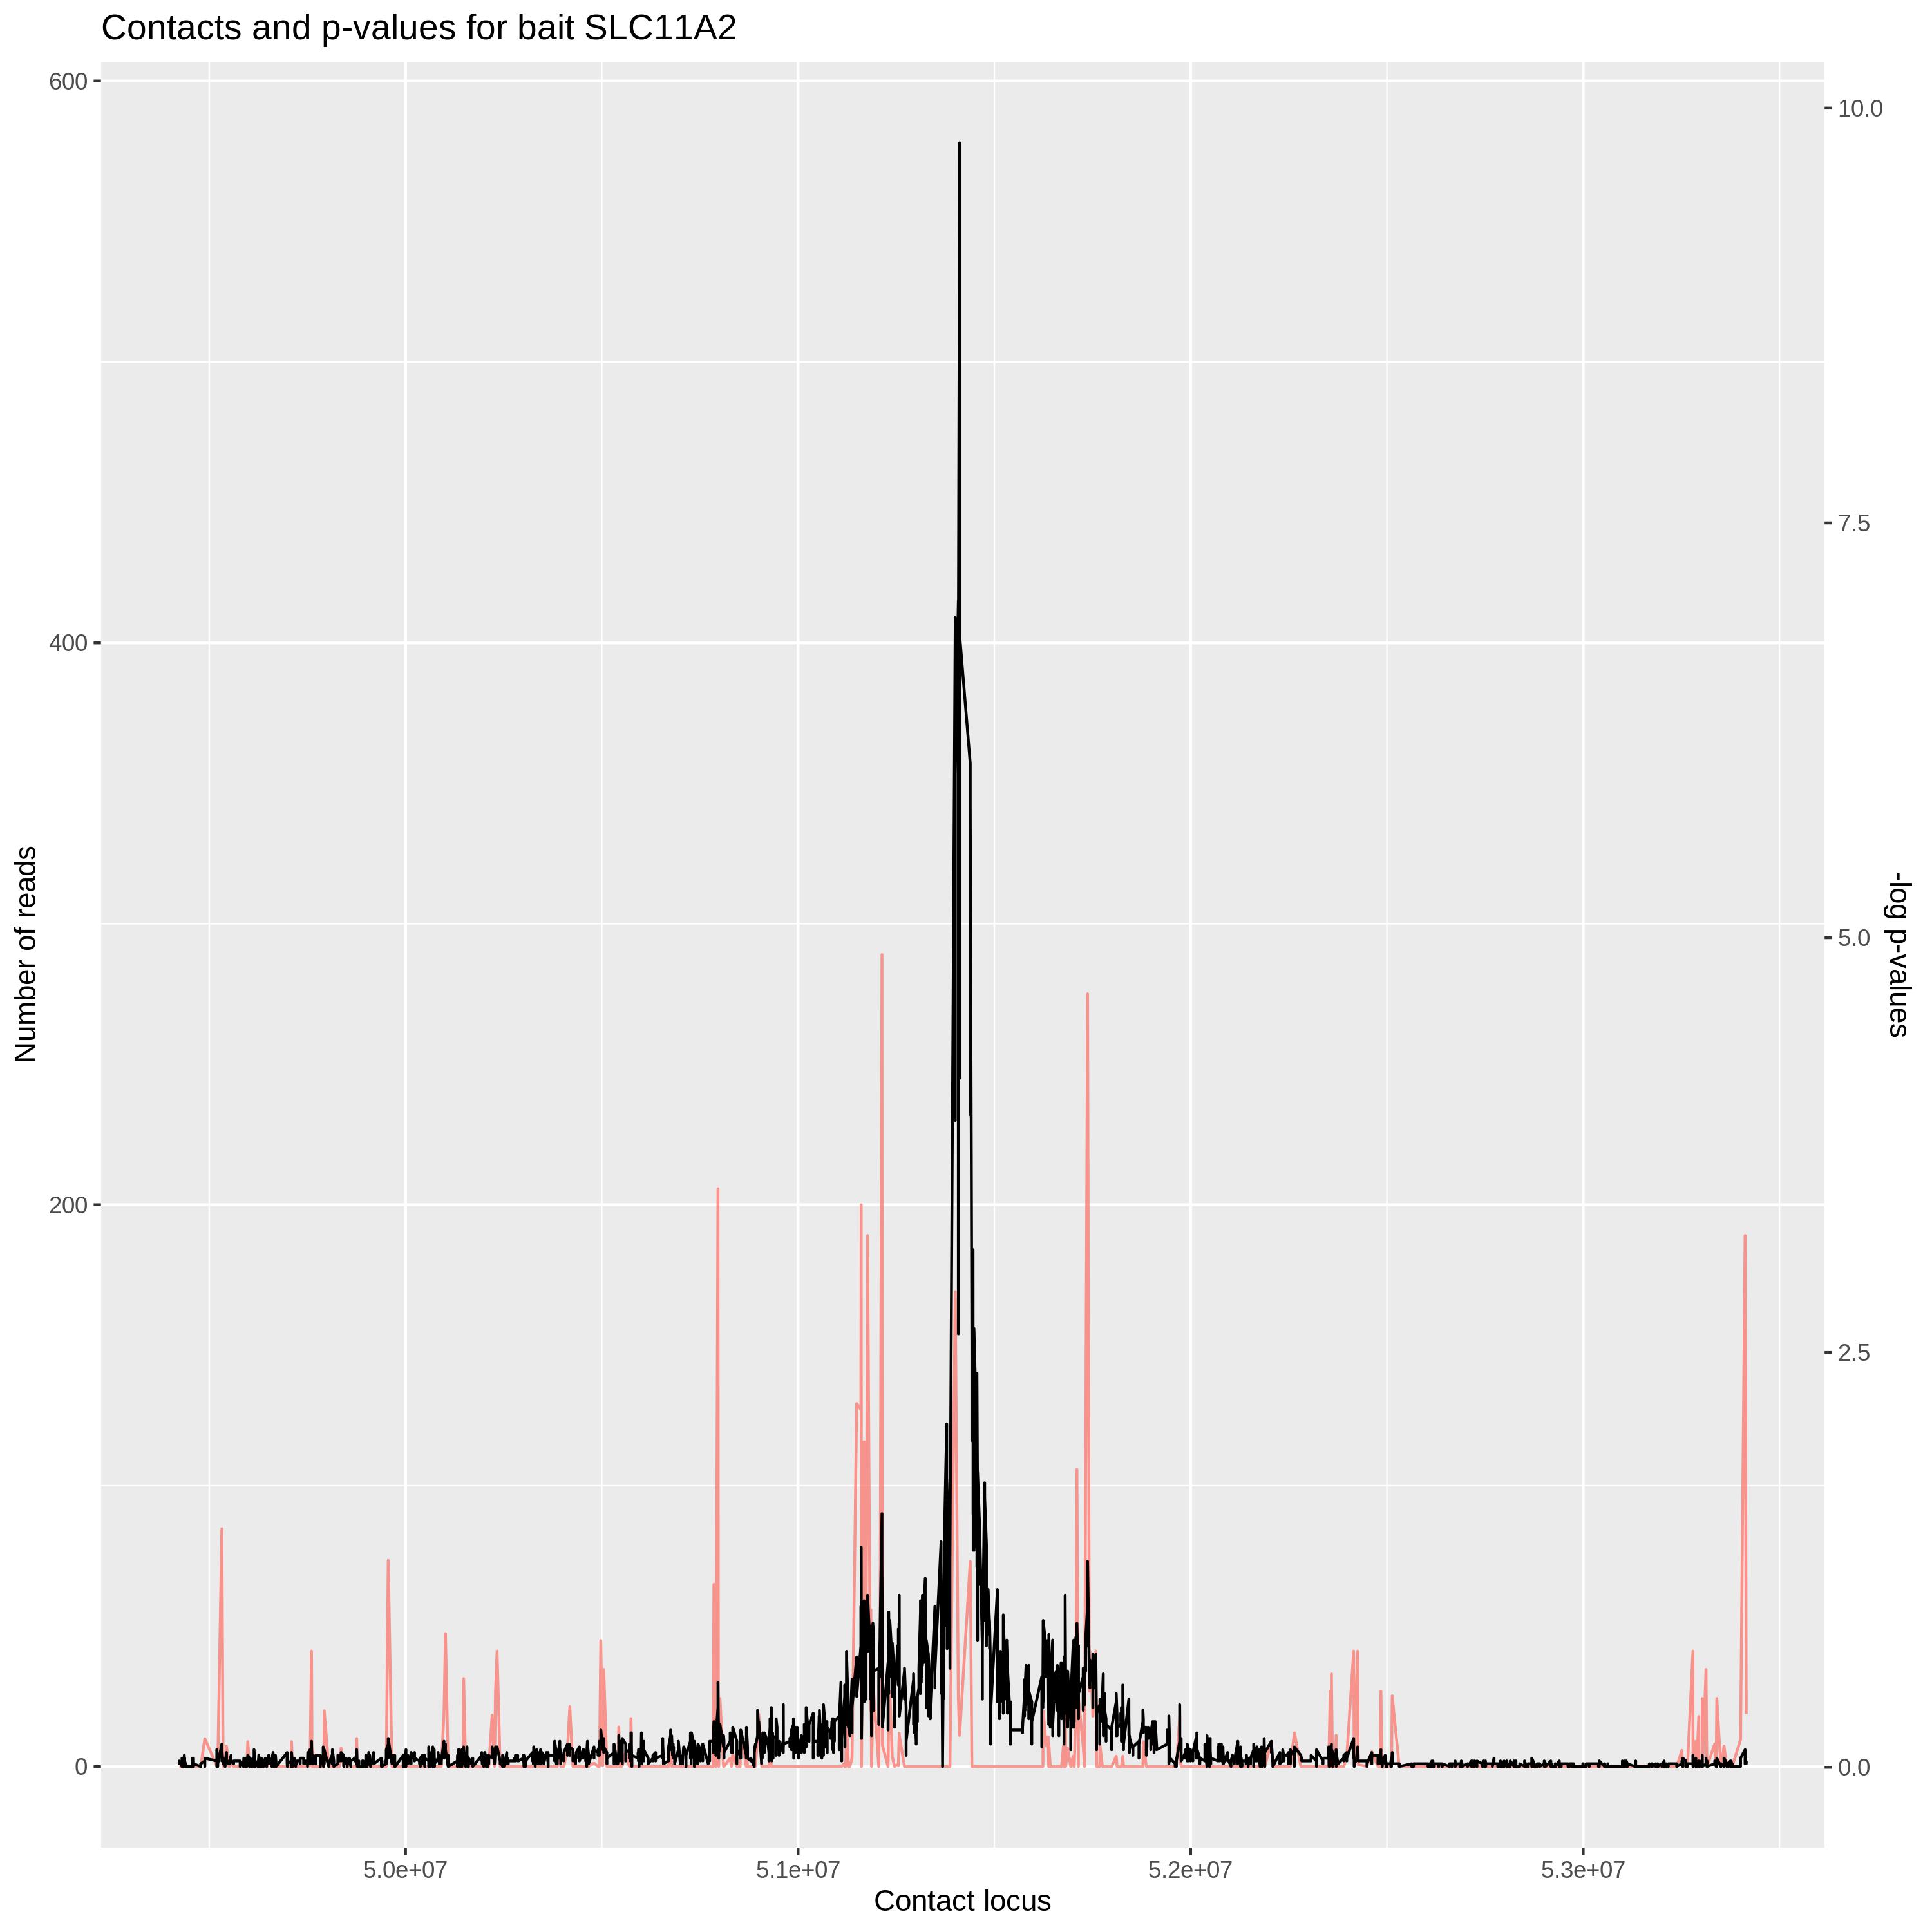 Contacts and p-values for bait SLC11A2
600
400
200
0
Number of reads
10.0
7.5
5.0
2.5
0.0
-log p-values
5.0e+07
5.1e+07
5.2e+07
5.3e+07
Contact locus